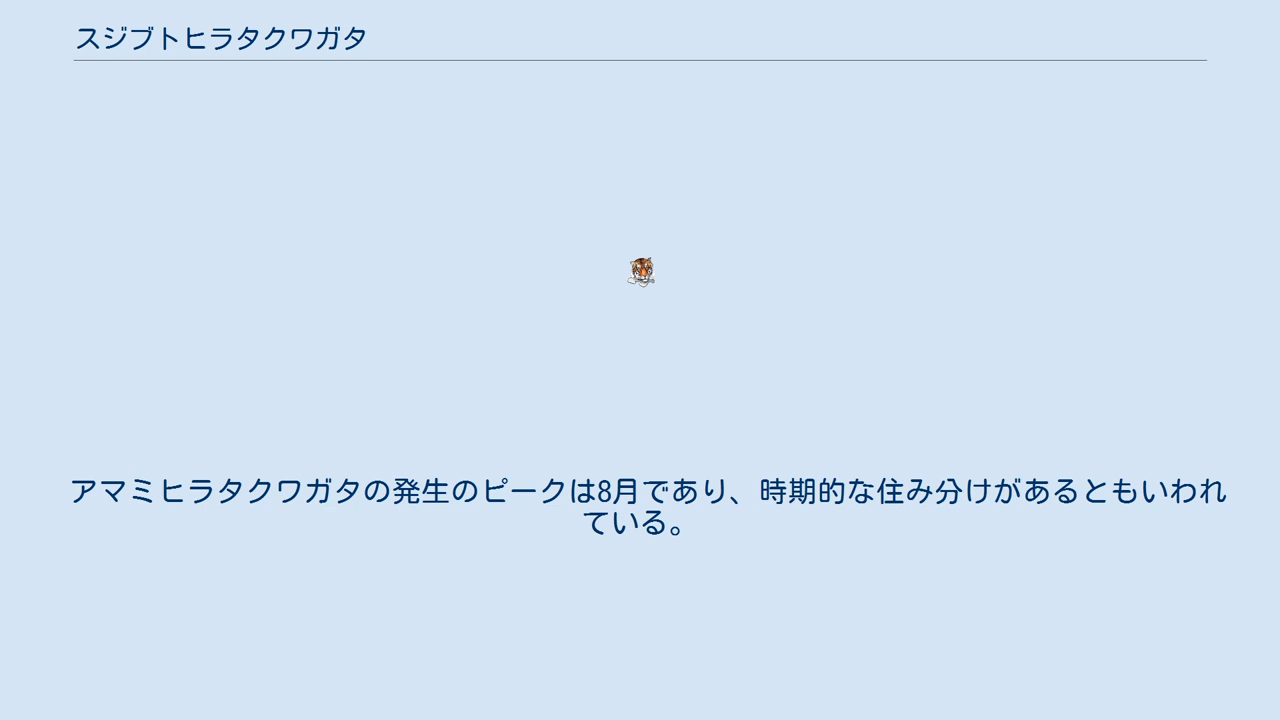 スジブトヒラタクワガタ
アマミヒラタクワガタの発生のピークは8月であり、時期的な住み分けがあるともいわれ
ている。